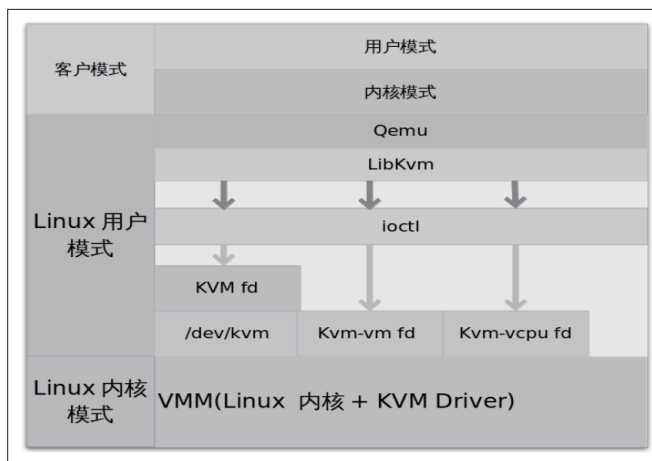 客户模式
用户模式
内核模式
Linux 用户
模式
Qemu
LibKvm
ioctl
KVM fd
/dev/kvm
Kvm-vm fd
Kvm-vcpu fd
Linux 内核
模式
VMM(Linux 内核 + KVM Driver)